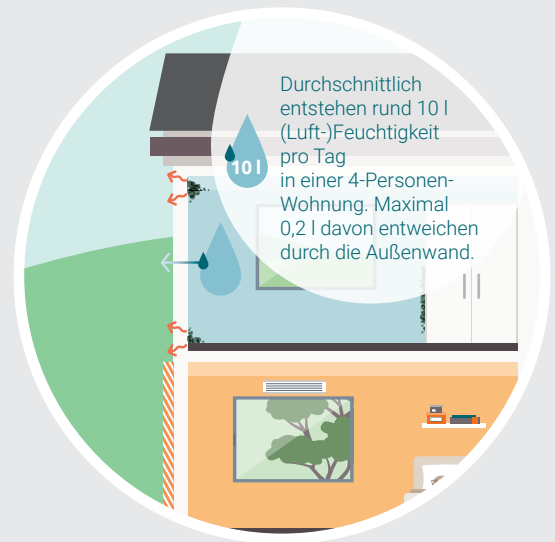 Durchschnittlich
entstehen rund 10 l
(Luft-)Feuchtigkeit
pro Tag
in einer 4-Personen-
Wohnung. Maximal
0,2 l davon entweichen
durch die Außenwand.
10 l